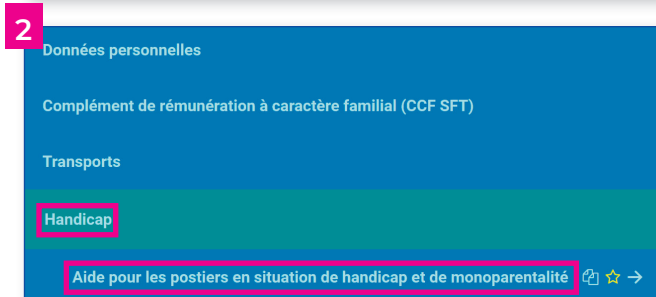 2
Données personnelles
Complément de rémunération à caractère familial (CCF SFT)
Transports
Handicap
Aide pour les postiers en situation de handicap et de monoparentalité